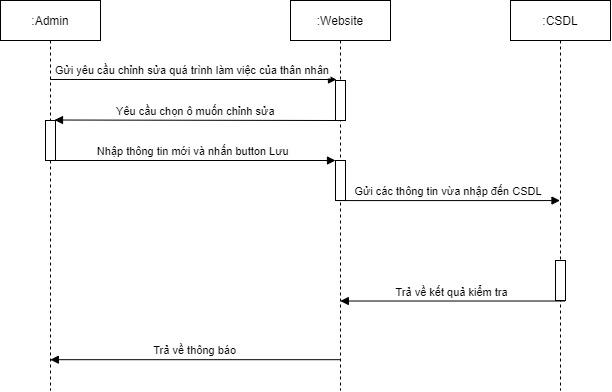 :Admin
:Website
:CSDL
Gửi yêu cầu chỉnh sửa quá trình làm việc của thân nhân
Yêu cầu chọn ô muốn chỉnh sửa
Nhập thông tin mới và nhấn button Lưu
Gửi các thông tin vừa nhập đến CSDL
Trả về kết quả kiểm tra
Trả về thông báo